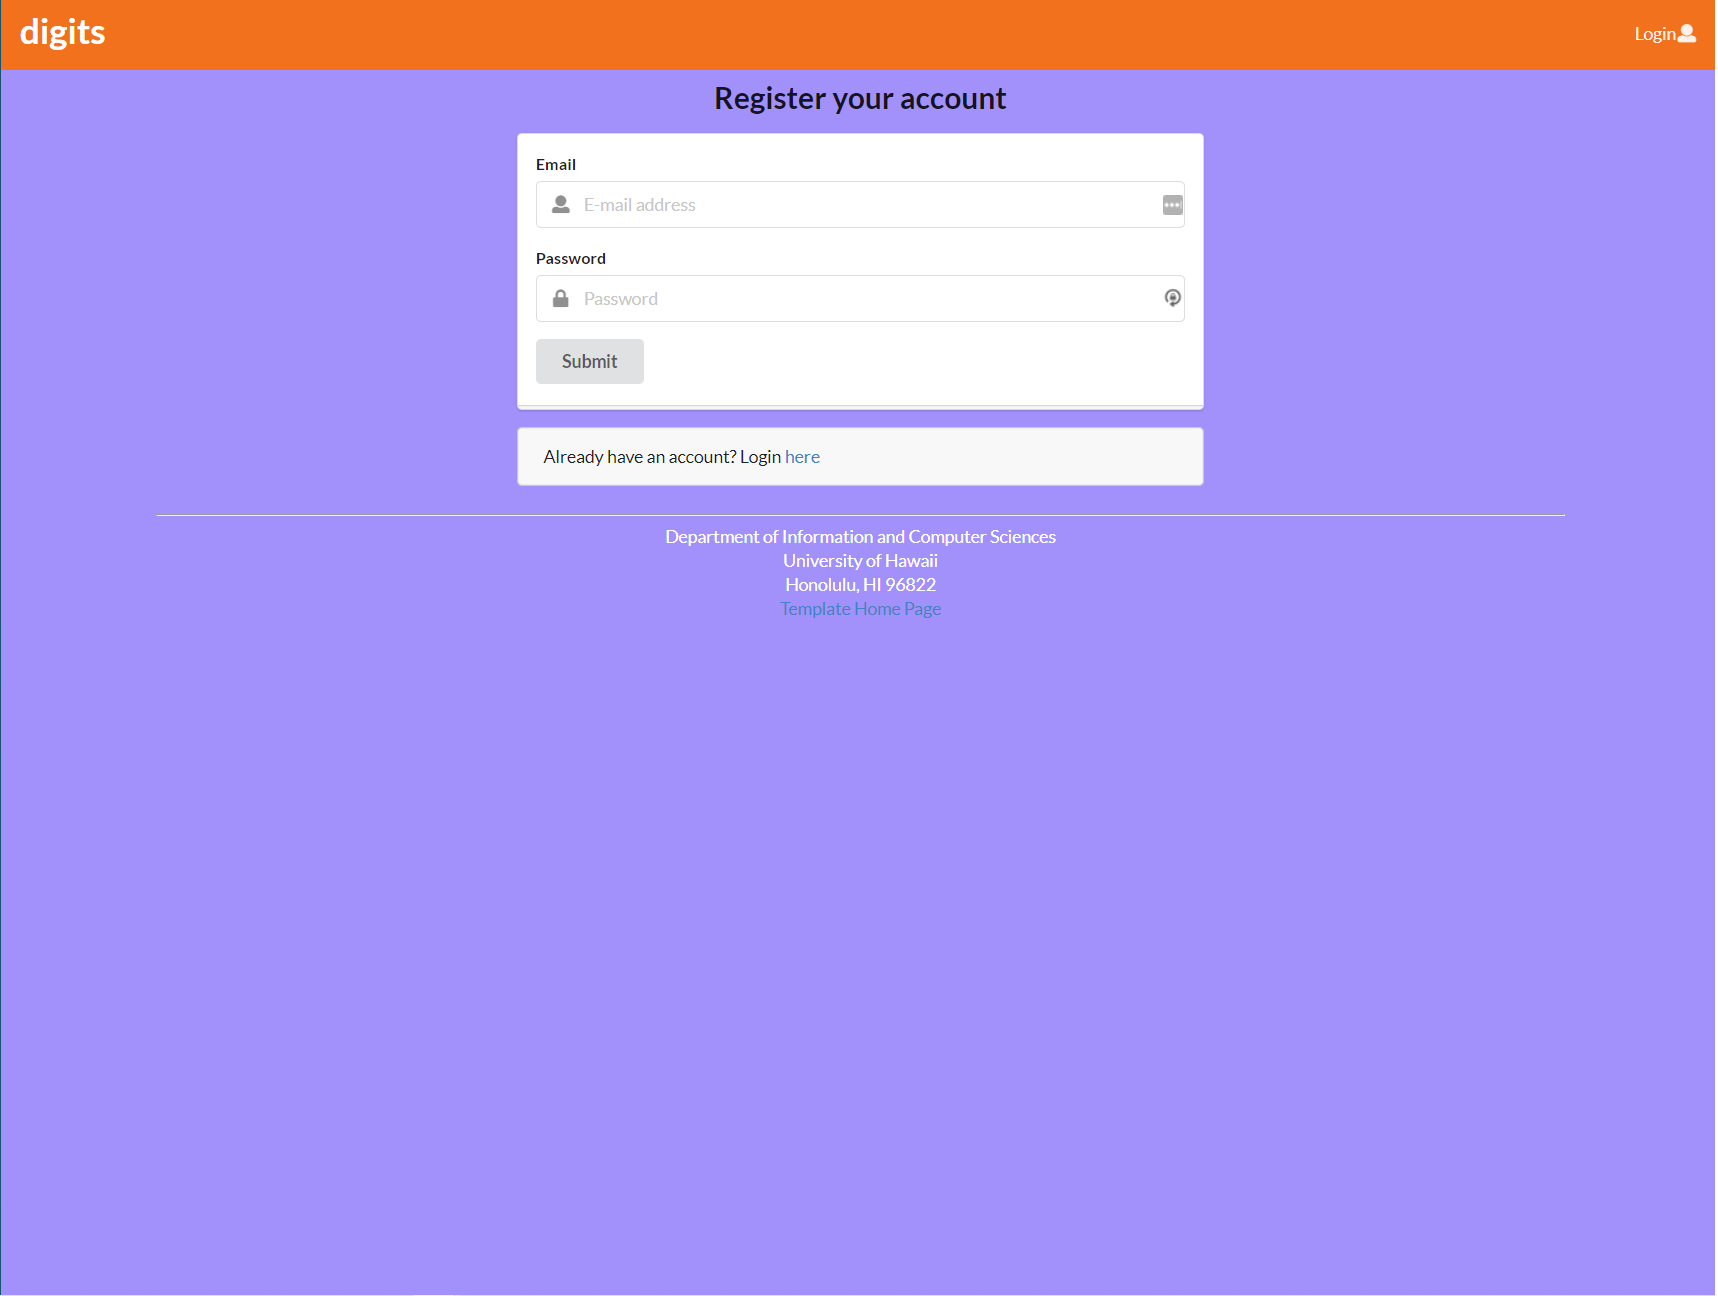 digits
Login
Register your account
Email
E-mail address
Password
Password
Submit
Already have an account? Login here
Department of Information and Computer Sciences
University of Hawaii
Honolulu, HI 96822
Template Home Page